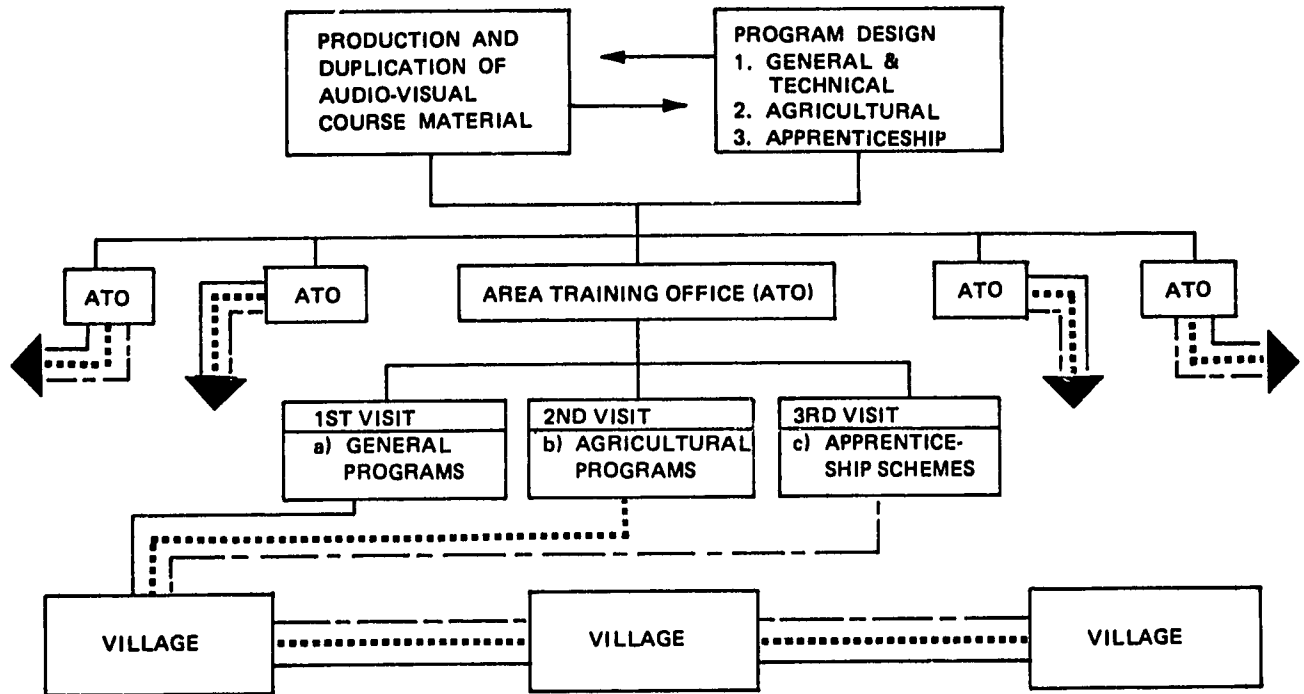 PRODUCTION AND
DUPLICATION OF
AUDIO-VISUAL
COURSE MATERIAL
PROGRAM DESIGN
1. GENERAL &
TECHNICAL
2. AGRICULTURAL
3. APPRENTICESHIP
ATO
ATO
AREA TRAINING OFFICE (ATO)
ATO
ATO
1ST VISIT
a) GENERAL
PROGRAMS
2ND VISIT
b) AGRICULTURAL
PROGRAMS
3RD VISIT
c) APPRENTICE-
SHIP SCHEMES
VILLAGE
VILLAGE
VILLAGE